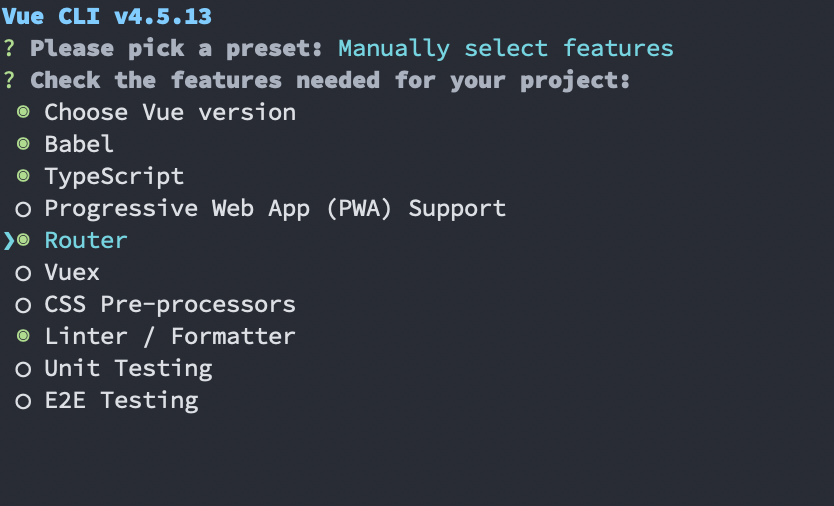 Vue CLI v4.5.13
? Please pick a preset: Manually select features
? Check the features needed for your project:
◉ Choose Vue version
◉ Babel
◉ TypeScript
◯ Progressive Web App (PWA) Support
❯◉ Router
◯ Vuex
◯ CSS Pre-processors
◉ Linter / Formatter
◯ Unit Testing
◯ E2E Testing